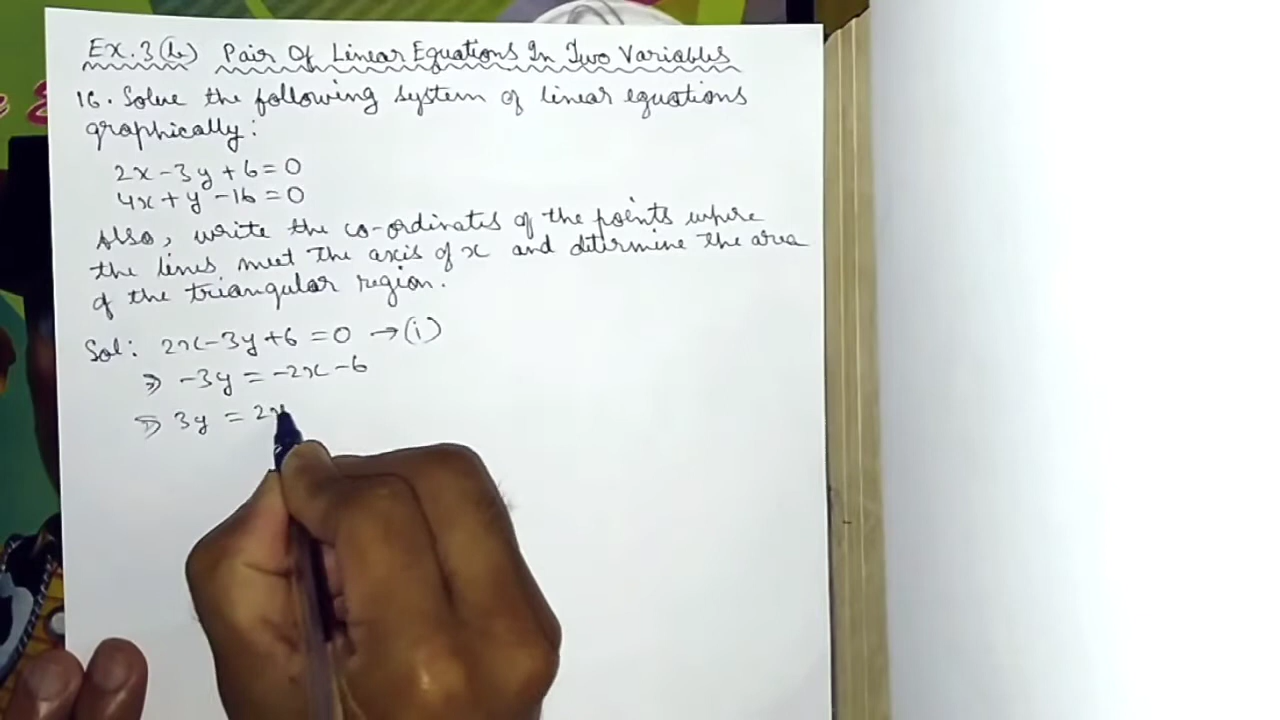 Ex. 3(b) Pair Of Linear Equations In Two Variables
16. Solve the following system of linear equations
graphically:
2x - 3y + 6 = 0
4x + y - 16 = 0
Also, write the co-ordinates of the points where
the lines meet the axis of x and determine the area
of the triangular region.
Sol: 2x - 3y + 6 = 0 → (i)
⇒ -3y = -2x - 6
⇒ 3y = 2x